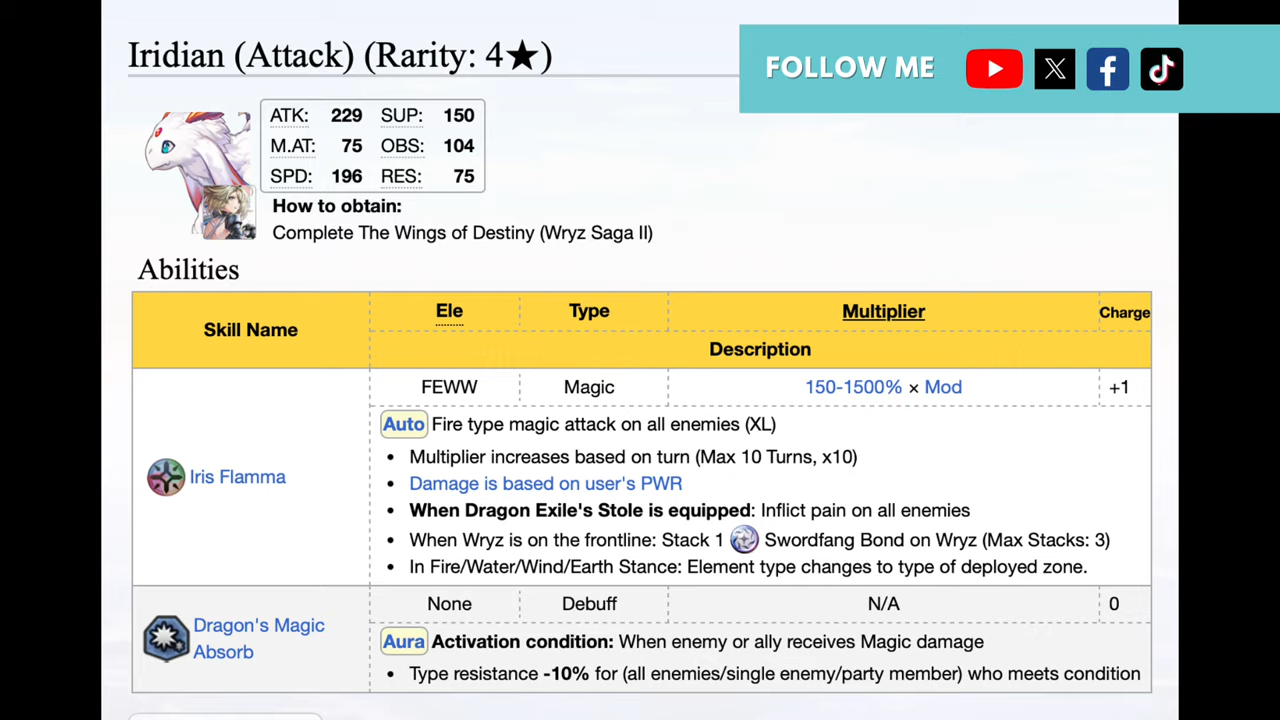 Iridian (Attack) (Rarity: 4★)
FOLLOW ME
ATK: 229 SUP: 150
M.AT: 75 OBS: 104
SPD: 196 RES: 75
How to obtain:
Complete The Wings of Destiny (Wryz Saga II)
Abilities
Skill Name
Ele Type Multiplier Charge
Description
FEWW Magic 150-1500% × Mod +1
Auto Fire type magic attack on all enemies (XL)
• Multiplier increases based on turn (Max 10 Turns, x10)
Iris Flamma
• Damage is based on user's PWR
• When Dragon Exile's Stole is equipped: Inflict pain on all enemies
• When Wryz is on the frontline: Stack 1 Swordfang Bond on Wryz (Max Stacks: 3)
• In Fire/Water/Wind/Earth Stance: Element type changes to type of deployed zone.
None Debuff N/A 0
Dragon's Magic
Absorb
Aura Activation condition: When enemy or ally receives Magic damage
• Type resistance -10% for (all enemies/single enemy/party member) who meets condition